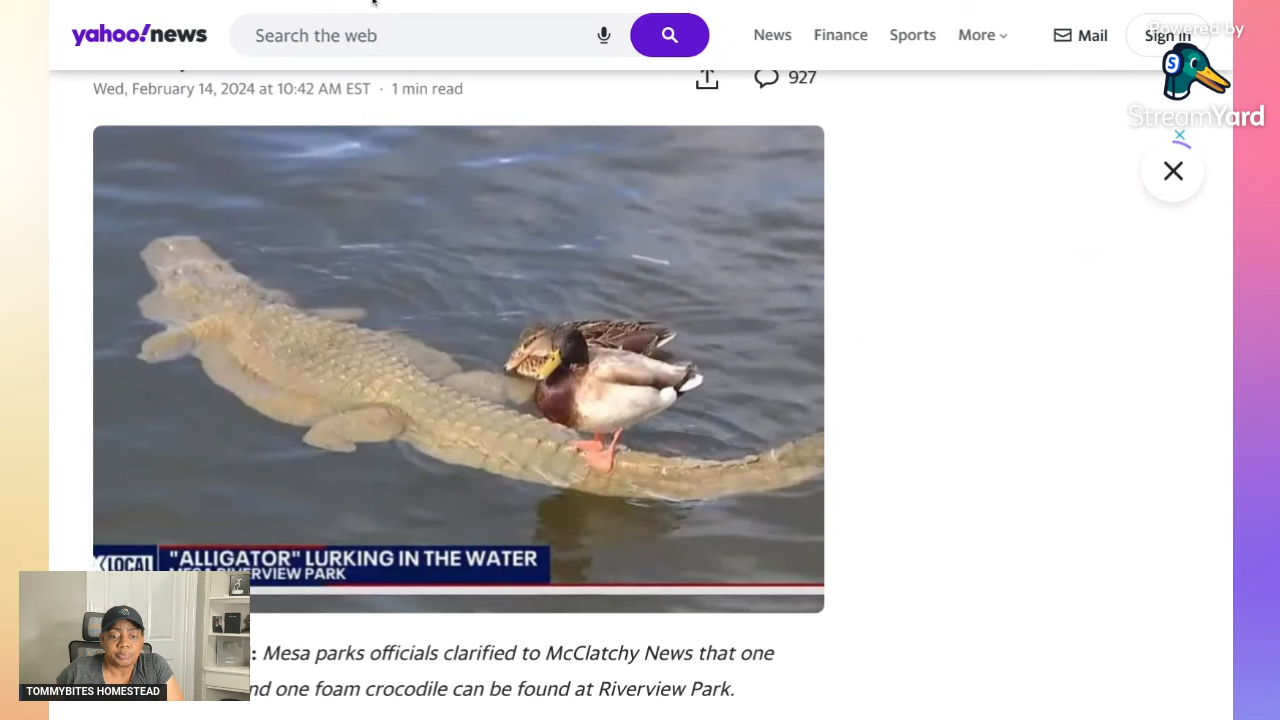 yahoo!news
Search the web
News Finance Sports More
Mail
Sign in
Powered by
StreamYard
Wed, February 14, 2024 at 10:42 AM EST · 1 min read
927
LOCAL
"ALLIGATOR" LURKING IN THE WATER
MESA RIVERVIEW PARK
: Mesa parks officials clarified to McClatchy News that one
one foam crocodile can be found at Riverview Park.
TOMMYBITES HOMESTEAD